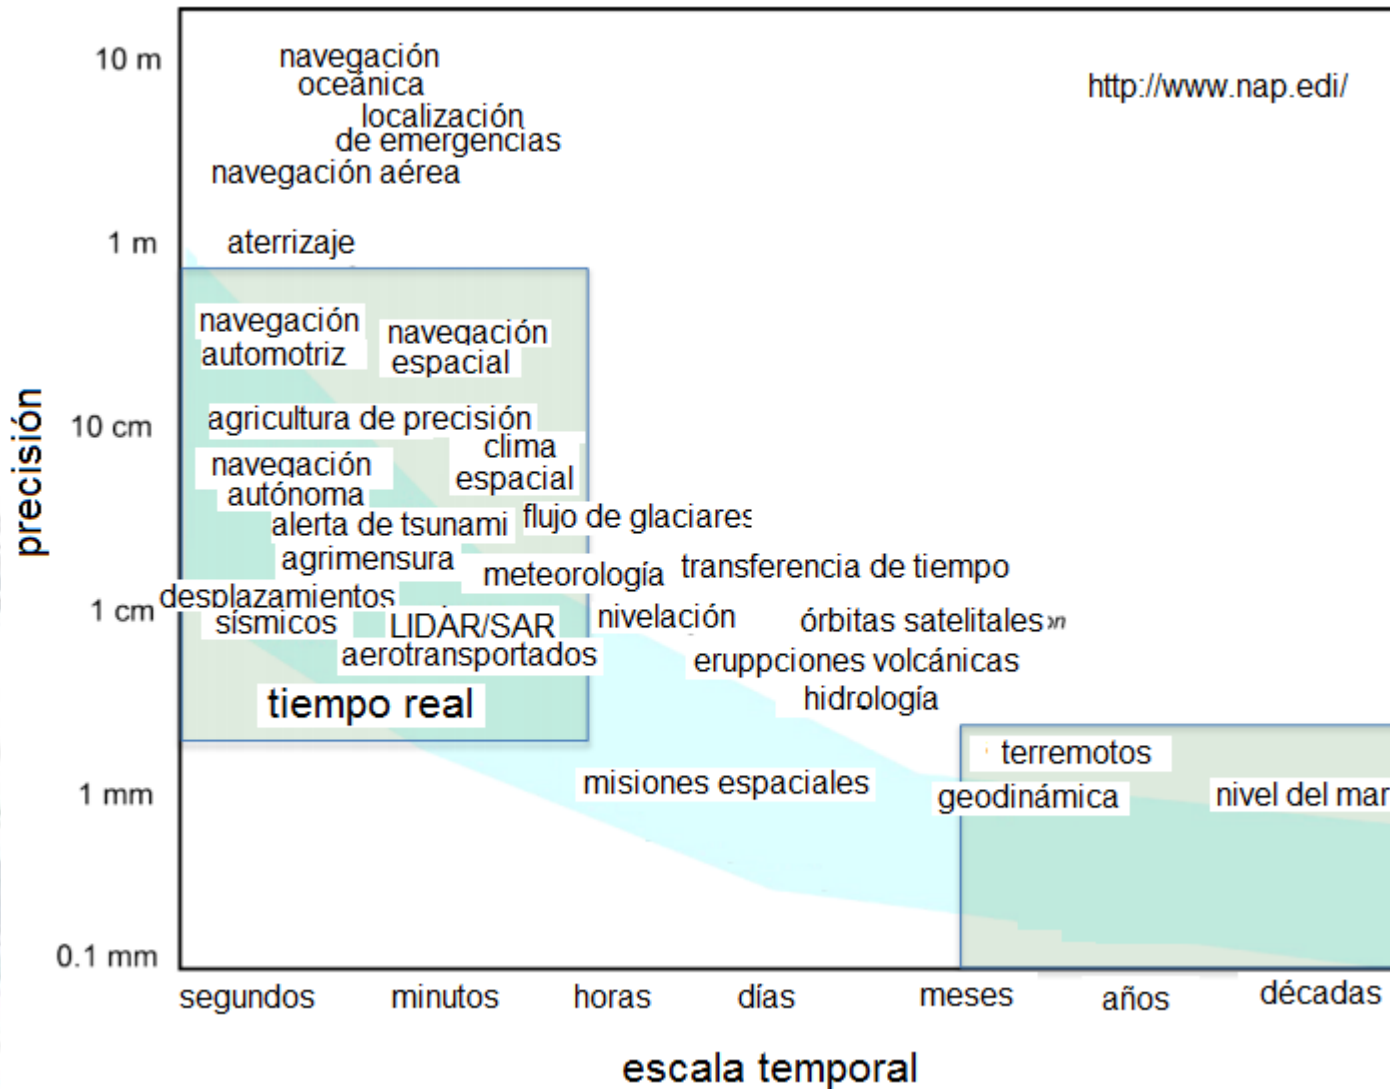 10 m
navegación
oceánica
http://www.nap.edi/
localización
de emergencias
navegación aérea
1 m
aterrizaje
navegación
automotriz
navegación
espacial
precisión
10 cm
agricultura de precisión
clima
espacial
navegación
autónoma
alerta de tsunami
flujo de glaciares
agrimensura
meteorología
transferencia de tiempo
1 cm
desplazamientos
sísmicos
LIDAR/SAR
aerotransportados
nivelación
órbitas satelitales
eruppciones volcánicas
hidrología
tiempo real
terremotos
1 mm
misiones espaciales
geodinámica
nivel del mar
0.1 mm
segundos
minutos
horas
días
meses
años
décadas
escala temporal